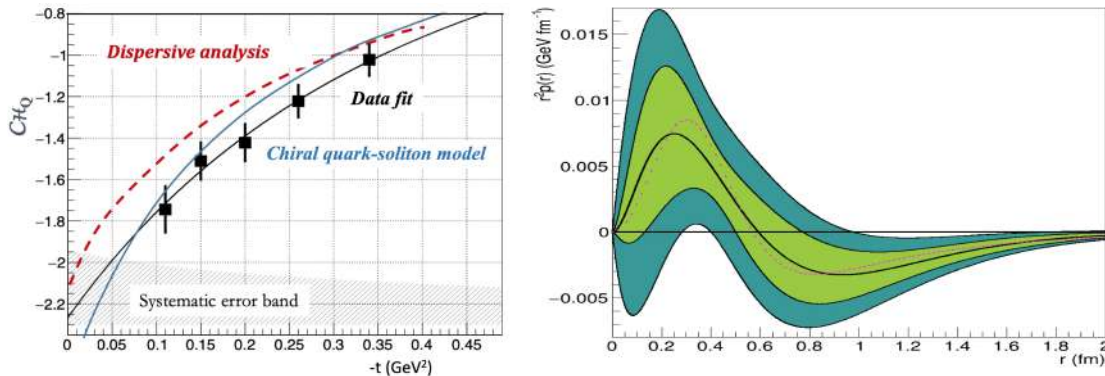 -0.8
-1
-1.2
-1.4
-1.6
-1.8
-2
-2.2
Cℋ_Q
Dispersive analysis
Data fit
Chiral quark-soliton model
Systematic error band
0 0.05 0.1 0.15 0.2 0.25 0.3 0.35 0.4 0.45
-t (GeV²)
r²p(r) (GeV fm⁻¹)
0.015
0.01
0.005
0
-0.005
0 0.2 0.4 0.6 0.8 1 1.2 1.4 1.6 1.8 2
r (fm)